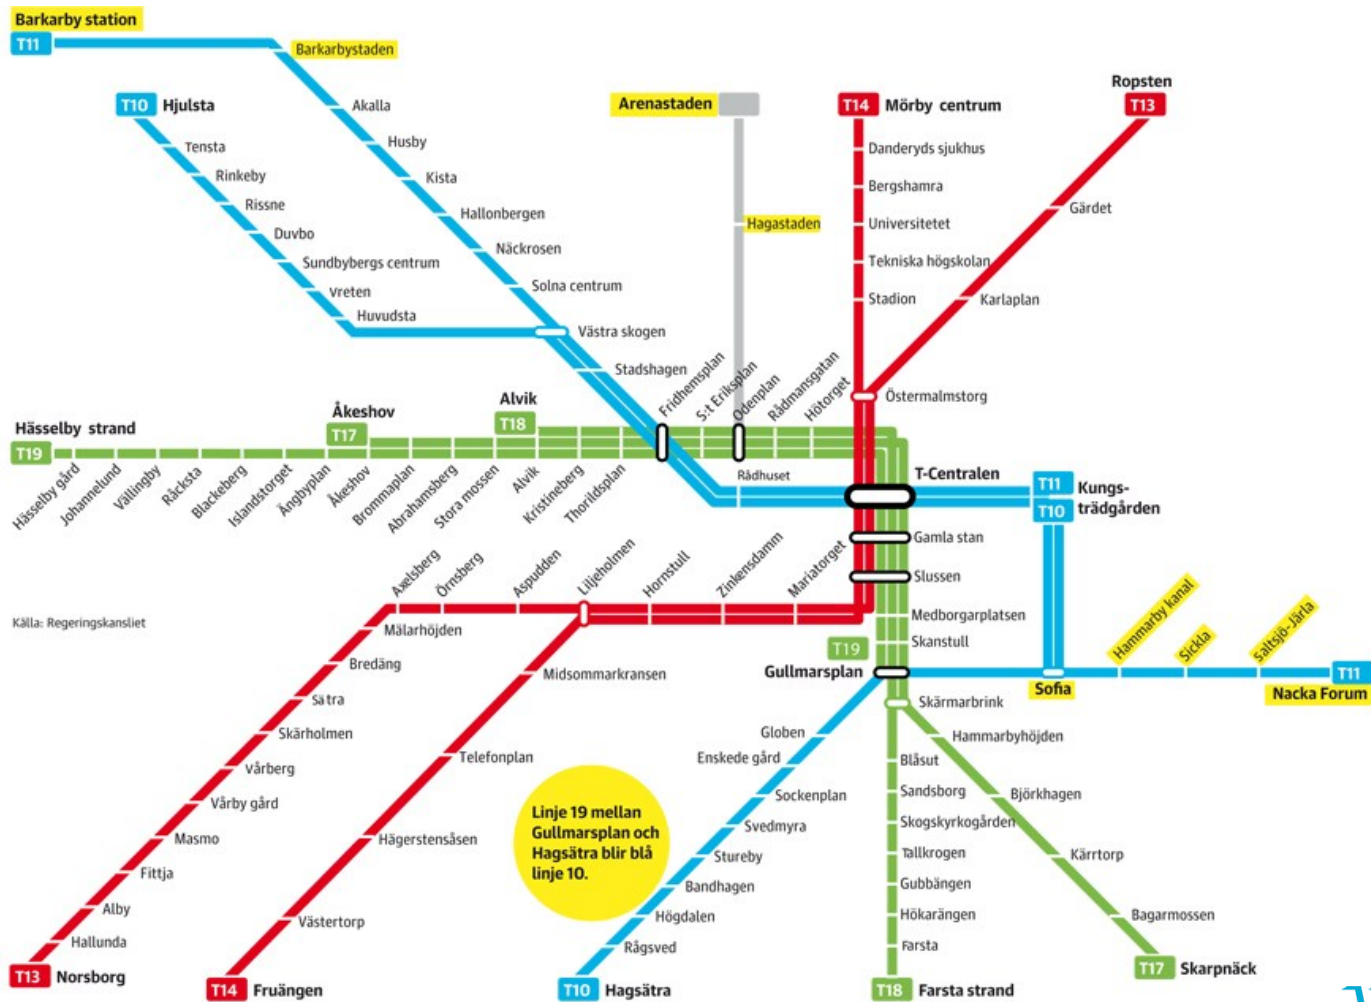 Barkarby station
T11
Barkarbystaden
Akalla
Husby
Kista
Hallonbergen
Näckrosen
Solna centrum
Västra skogen
Stadshagen
T10 Hjulsta
Tensta
Rinkeby
Rissne
Duvbo
Sundbybergs centrum
Vreten
Huvudsta
Arenastaden
Hagastaden
T14 Mörby centrum
Danderyds sjukhus
Bergshamra
Universitetet
Tekniska högskolan
Stadion
Ropsten
T13
Gärdet
Karlaplan
Östermalmstorg
Hässelby strand
T19
Hässelby gård
Johannelund
Vällingby
Råcksta
Blackeberg
Islandstorget
Ängbyplan
Åkeshov
T17
Åkeshov
Brommaplan
Abrahamsberg
Stora mossen
Alvik
T18
Alvik
Kristineberg
Thorildsplan
Fridhemsplan
S:t Eriksplan
Odenplan
Rådmansgatan
Hötorget
Rådhuset
T-Centralen
T11
T10
Kungs-
trädgården
Gamla stan
Slussen
Medborgarplatsen
Skanstull
T19
Gullmarsplan
Skärmarbrink
Sofia
Hammarby kanal
Sickla
Saltsjö-Järla
T11
Nacka Forum
Källa: Regeringskansliet
Axelsberg
Örnsberg
Aspudden
Liljeholmen
Hornstull
Zinkensdamm
Mariatorget
Mälarhöjden
Bredäng
Sätra
Skärholmen
Vårberg
Vårby gård
Masmo
Fittja
Alby
Hallunda
T13 Norsborg
Midsommarkransen
Telefonplan
Hägerstensåsen
Västertorp
T14 Fruängen
Linje 19 mellan
Gullmarsplan och
Hagsätra blir blå
linje 10.
Globen
Enskede gård
Sockenplan
Svedmyra
Stureby
Bandhagen
Högdalen
Rågsved
T10 Hagsätra
Blåsut
Sandsborg
Skogskyrkogården
Tallkrogen
Gubbängen
Hökarängen
Farsta
T18 Farsta strand
Hammarbyhöjden
Björkhagen
Kärrtorp
Bagarmossen
T17 Skarpnäck